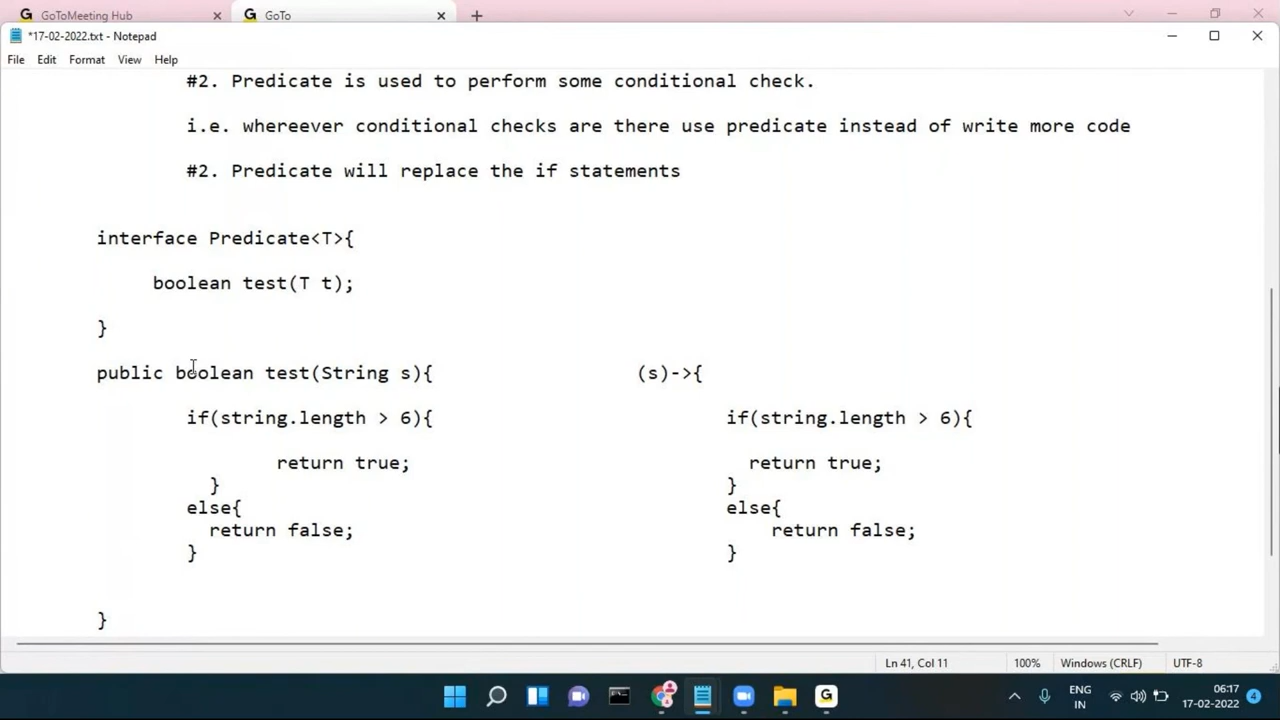 GoToMeeting Hub
GoTo
*17-02-2022.txt - Notepad
File Edit Format View Help
#2. Predicate is used to perform some conditional check.
i.e. whereever conditional checks are there use predicate instead of write more code
#2. Predicate will replace the if statements
interface Predicate<T>{
boolean test(T t);
}
public boolean test(String s){ (s)->{
if(string.length > 6){ if(string.length > 6){
return true; return true;
} }
else{ else{
return false; return false;
} }
}
Ln 41, Col 11 100% Windows (CRLF) UTF-8
ENG 06:17
IN 17-02-2022 4